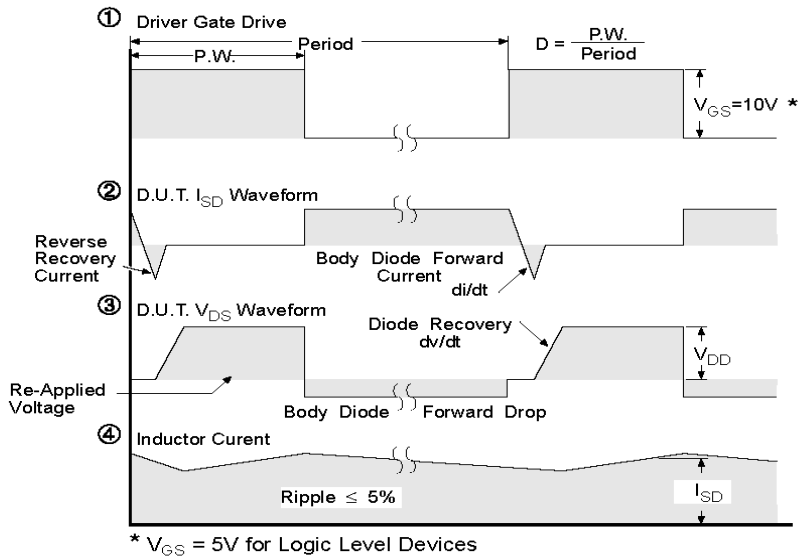 ① Driver Gate Drive
Period
P.W.
D = P.W. / Period
V_GS=10V *
② D.U.T. I_SD Waveform
Reverse
Recovery
Current
Body Diode Forward
Current
di/dt
③ D.U.T. V_DS Waveform
Diode Recovery
dv/dt
V_DD
Re-Applied
Voltage
Body Diode Forward Drop
④ Inductor Curent
Ripple ≤ 5%
I_SD
* V_GS = 5V for Logic Level Devices